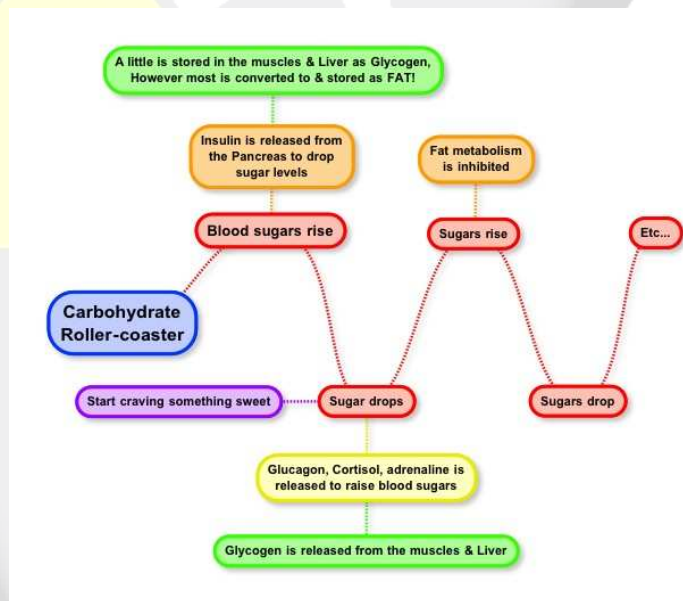 A little is stored in the muscles & Liver as Glycogen,
However most is converted to & stored as FAT!
Insulin is released from
the Pancreas to drop
sugar levels
Fat metabolism
is inhibited
Blood sugars rise
Sugars rise
Etc...
Carbohydrate
Roller-coaster
Start craving something sweet
Sugar drops
Sugars drop
Glucagon, Cortisol, adrenaline is
released to raise blood sugars
Glycogen is released from the muscles & Liver